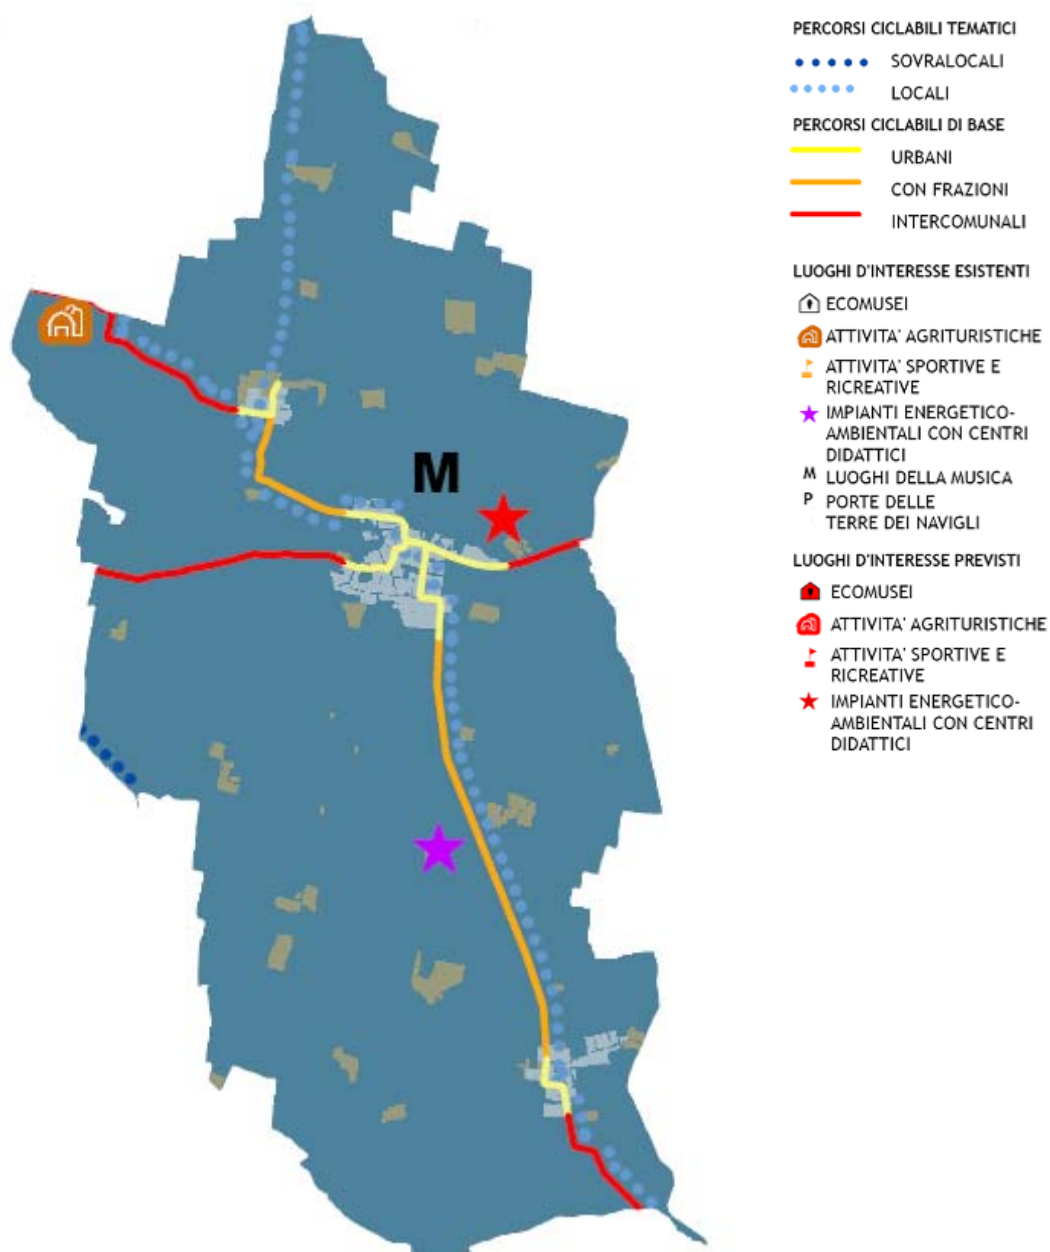 PERCORSI CICLABILI TEMATICI
SOVRALOCALI
LOCALI
PERCORSI CICLABILI DI BASE
URBANI
CON FRAZIONI
INTERCOMUNALI
LUOGHI D'INTERESSE ESISTENTI
ECOMUSEI
ATTIVITA' AGRITURISTICHE
ATTIVITA' SPORTIVE E
RICREATIVE
IMPIANTI ENERGETICO-
AMBIENTALI CON CENTRI
DIDATTICI
M LUOGHI DELLA MUSICA
P PORTE DELLE
TERRE DEI NAVIGLI
LUOGHI D'INTERESSE PREVISTI
ECOMUSEI
ATTIVITA' AGRITURISTICHE
ATTIVITA' SPORTIVE E
RICREATIVE
IMPIANTI ENERGETICO-
AMBIENTALI CON CENTRI
DIDATTICI
M